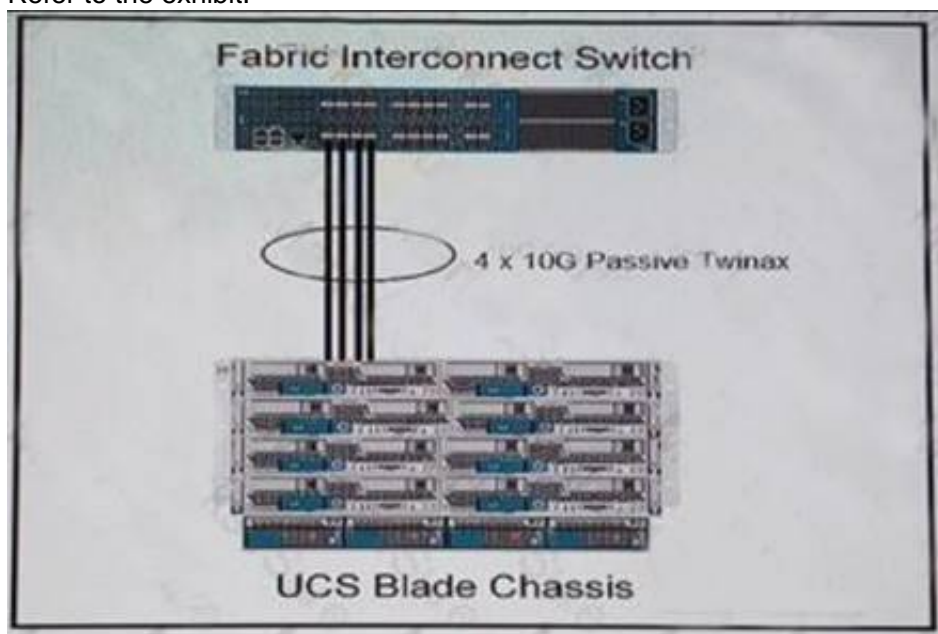 Refer to the exhibit.
Fabric Interconnect Switch
4 x 10G Passive Twinax
UCS Blade Chassis